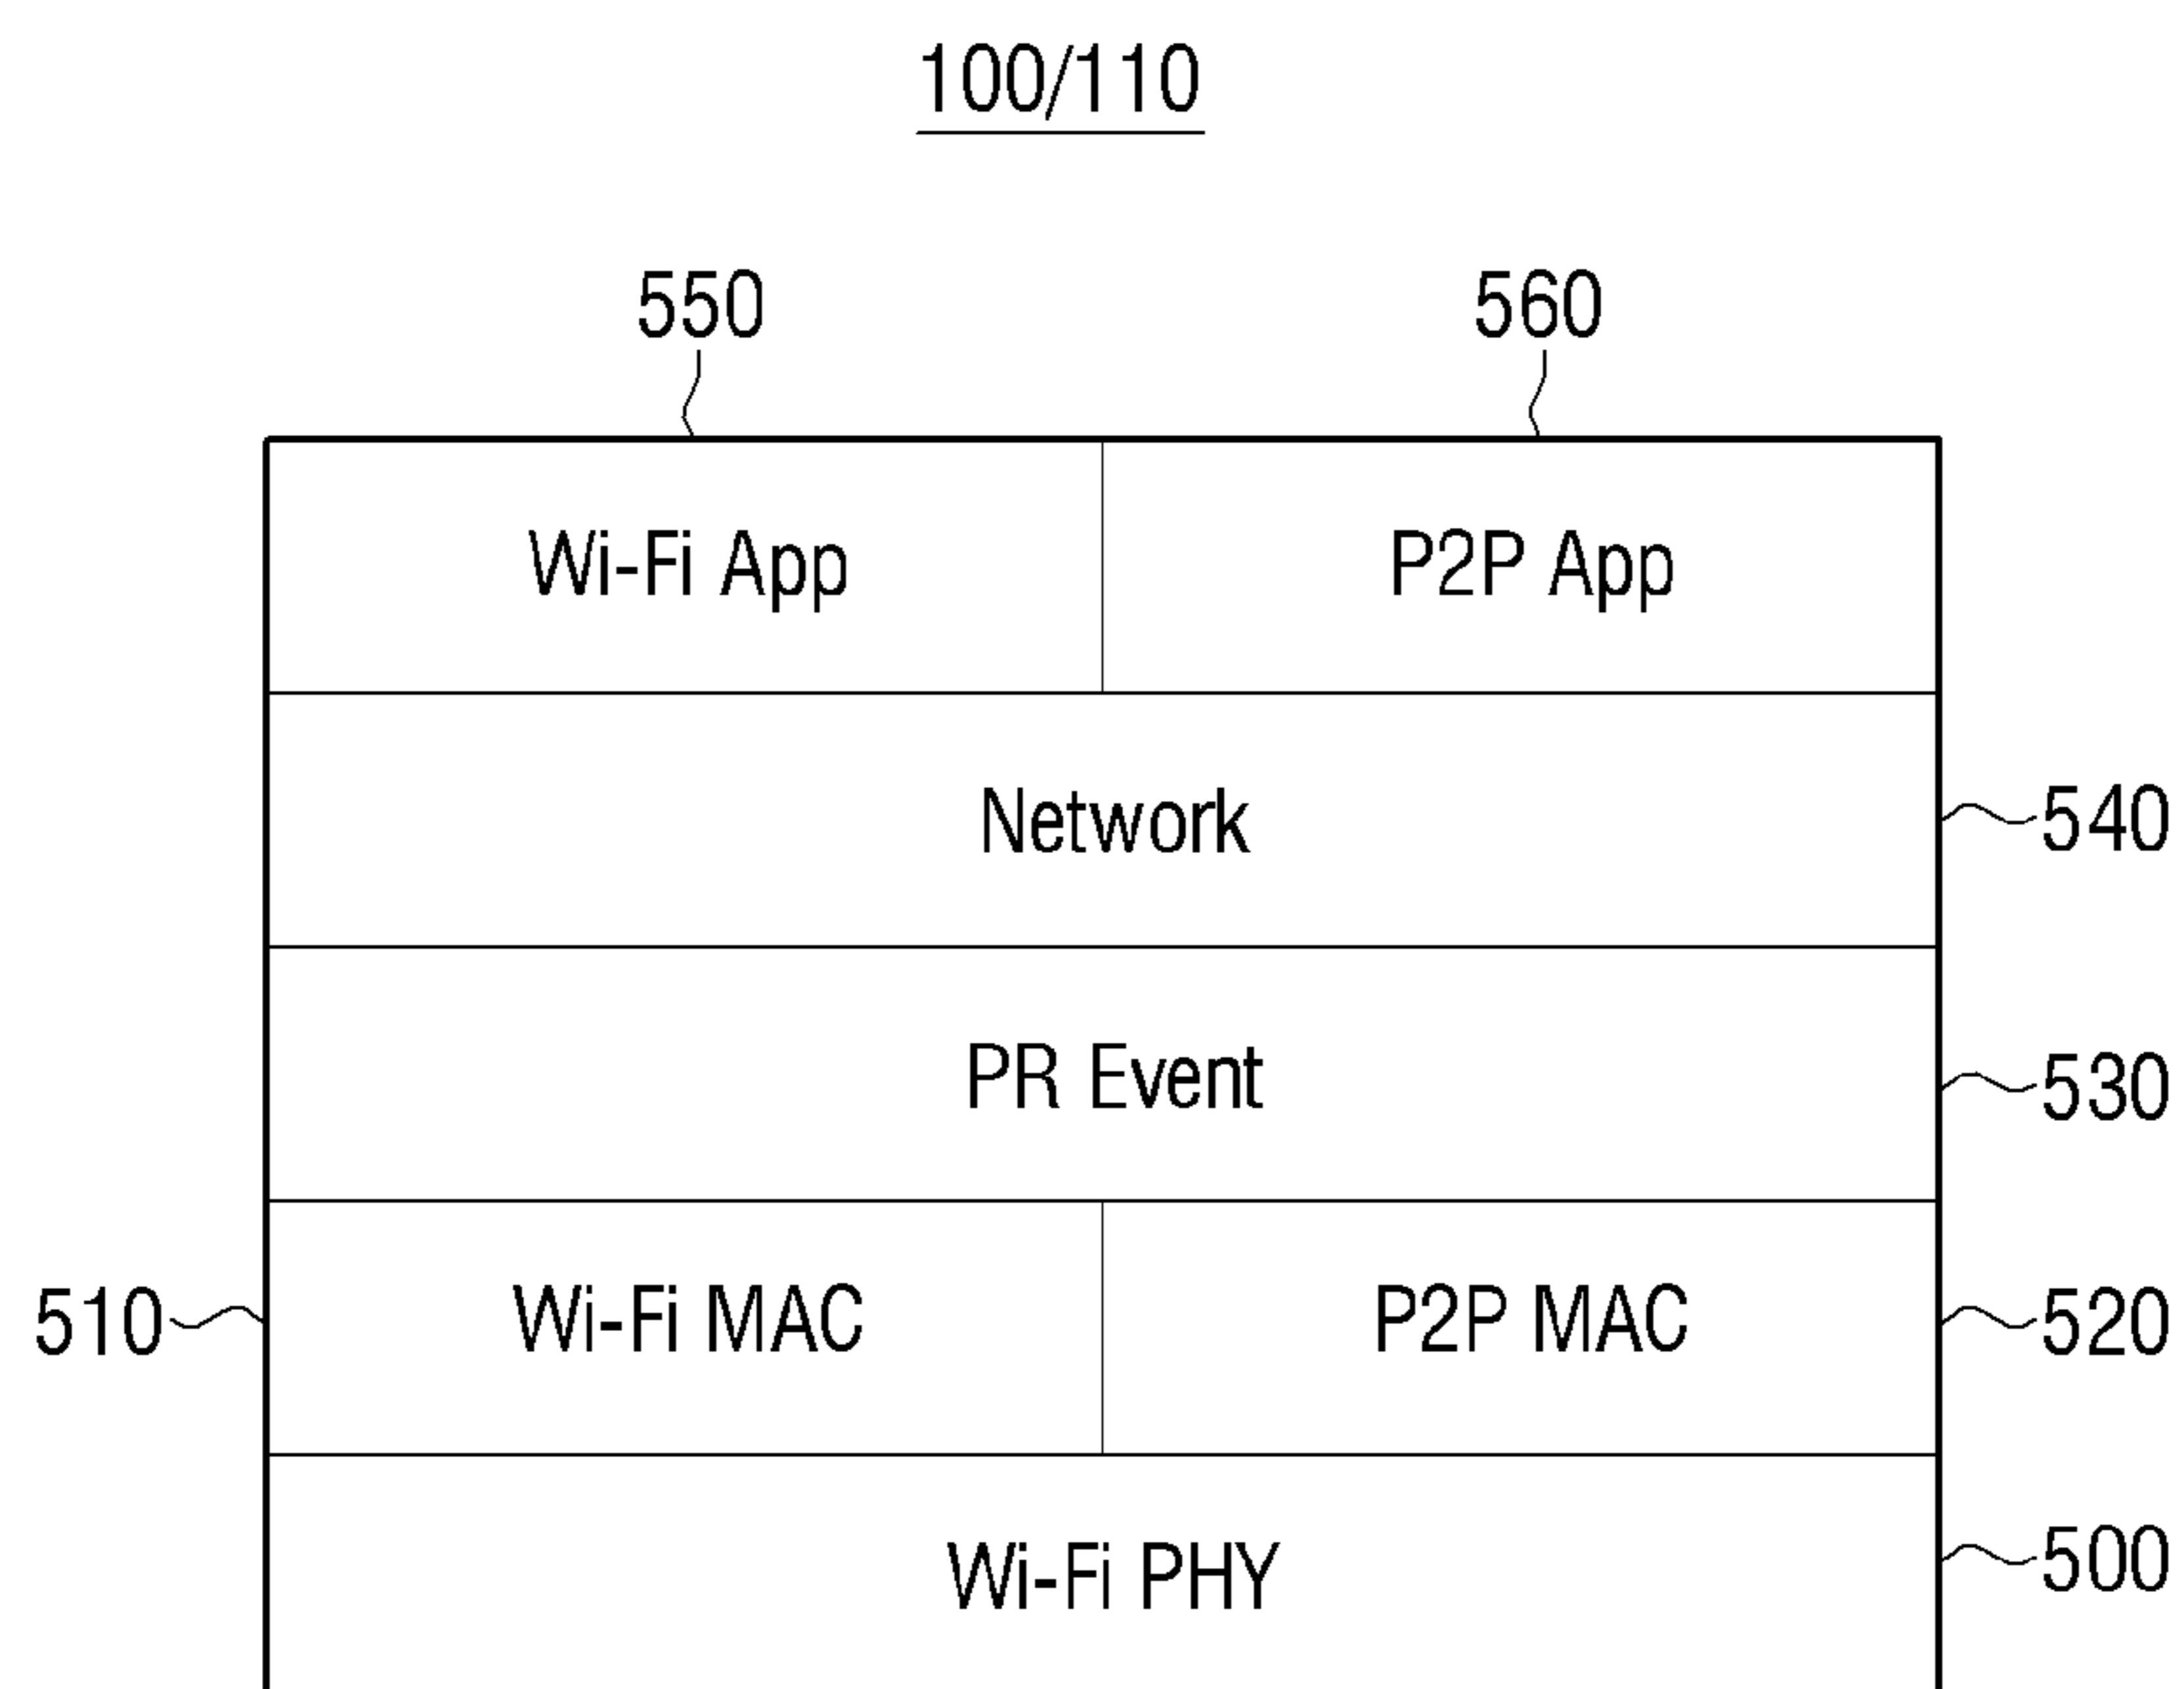 100/110
550 560
Wi-Fi App P2P App
Network 540
PR Event 530
510 Wi-Fi MAC P2P MAC 520
Wi-Fi PHY 500